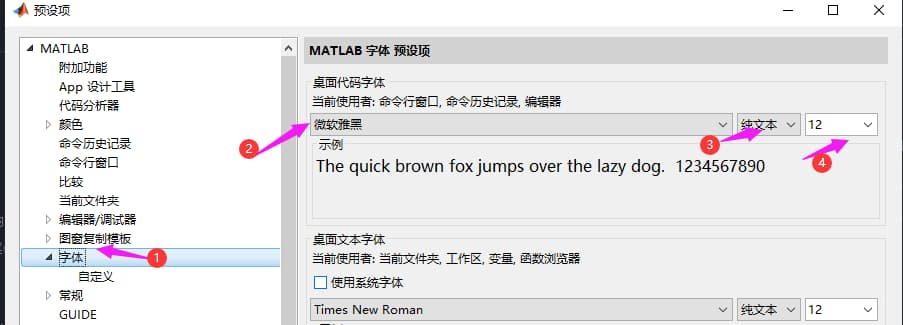 预设项
MATLAB
附加功能
App 设计工具
代码分析器
颜色
命令历史记录
命令行窗口
比较
当前文件夹
编辑器/调试器
图窗复制模板
字体
自定义
常规
GUIDE
1
MATLAB 字体 预设项
桌面代码字体
当前使用者: 命令行窗口, 命令历史记录, 编辑器
2
微软雅黑 纯文本 12
3
4
示例
The quick brown fox jumps over the lazy dog. 1234567890
桌面文本字体
当前使用者: 当前文件夹, 工作区, 变量, 函数浏览器
使用系统字体
Times New Roman 纯文本 12